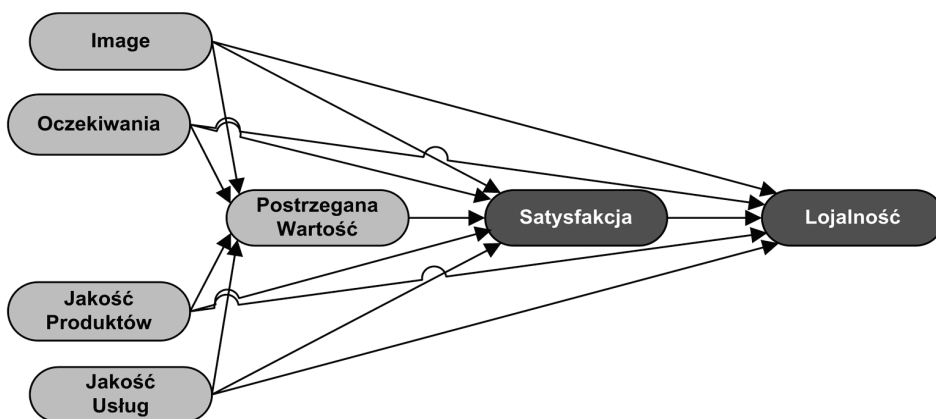 Image
Oczekiwania
Postrzegana
Wartość
Satysfakcja
Lojalność
Jakość
Produktów
Jakość
Usług